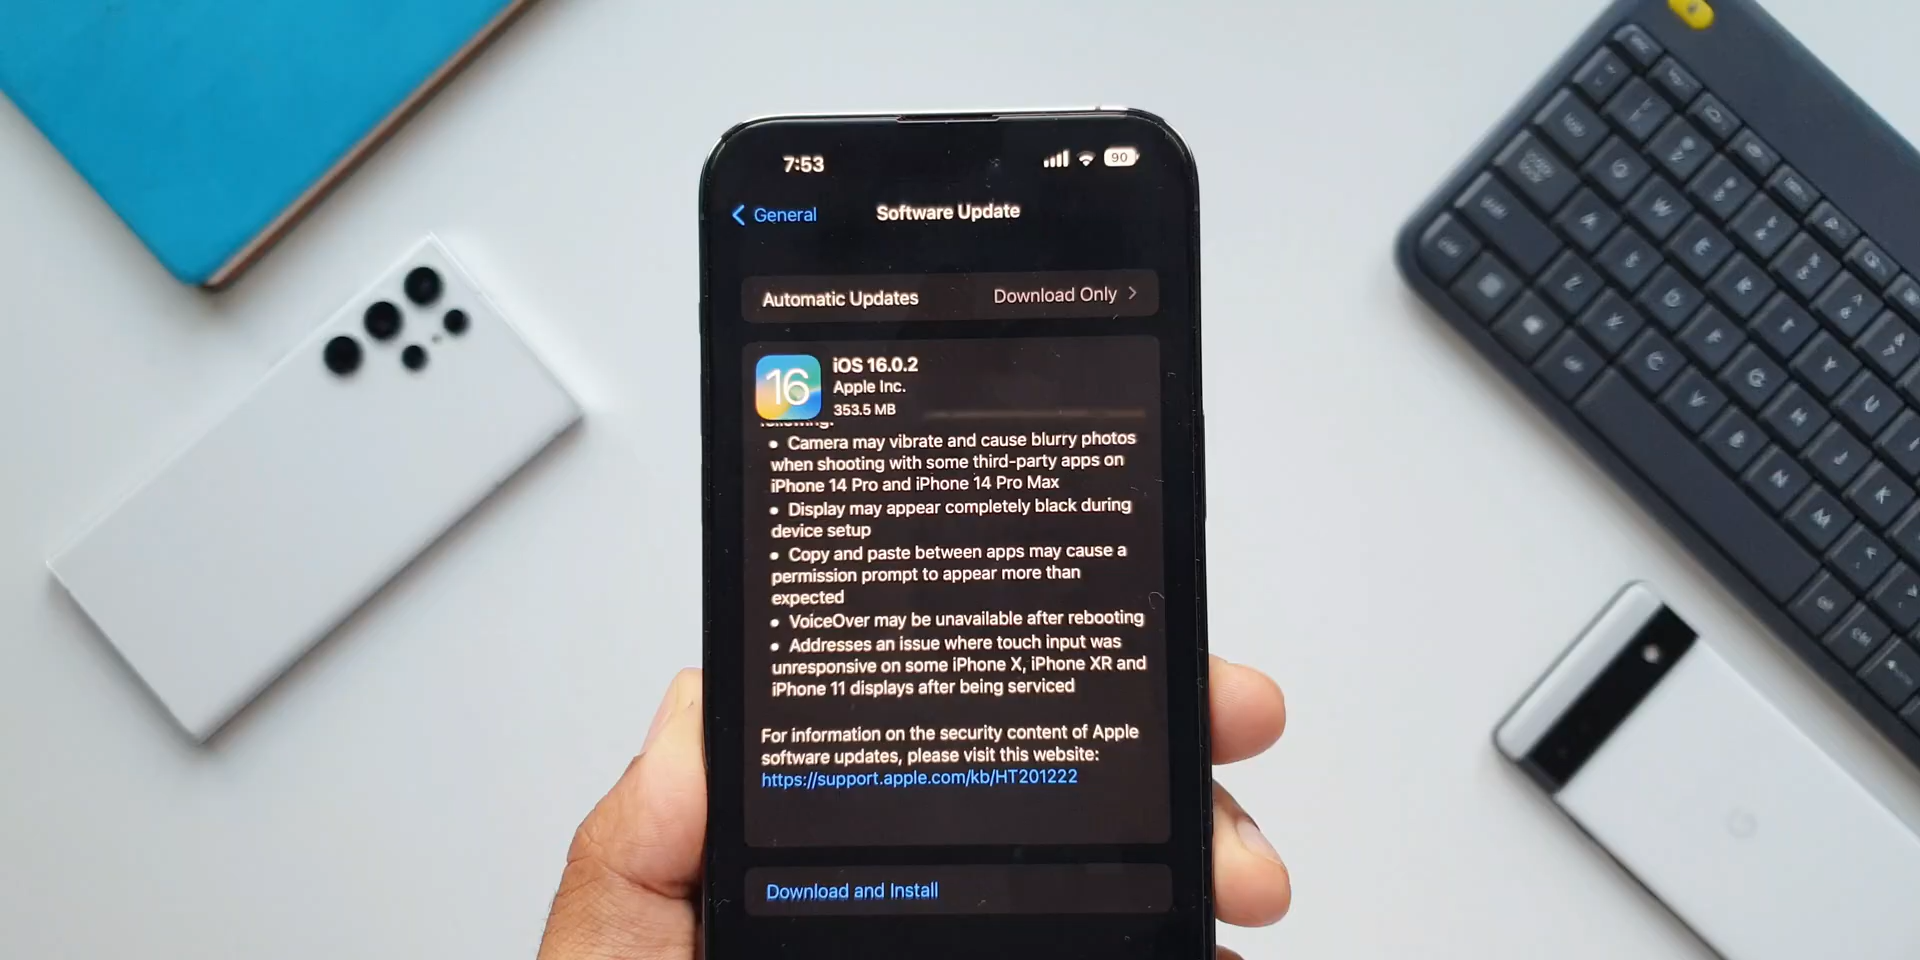 7:53
90
General
Software Update
Automatic Updates
Download Only
16
iOS 16.0.2
Apple Inc.
353.5 MB
following:
• Camera may vibrate and cause blurry photos
when shooting with some third-party apps on
iPhone 14 Pro and iPhone 14 Pro Max
• Display may appear completely black during
device setup
• Copy and paste between apps may cause a
permission prompt to appear more than
expected
• VoiceOver may be unavailable after rebooting
• Addresses an issue where touch input was
unresponsive on some iPhone X, iPhone XR and
iPhone 11 displays after being serviced
For information on the security content of Apple
software updates, please visit this website:
https://support.apple.com/kb/HT201222
Download and Install